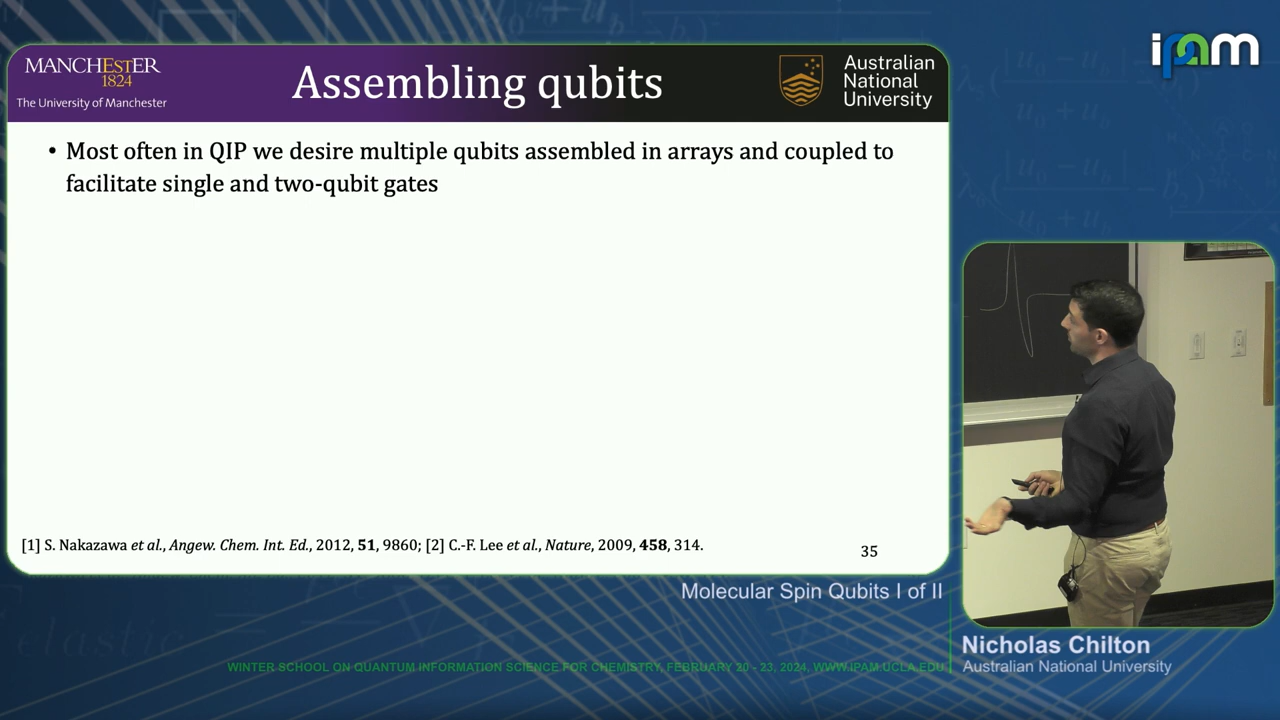 MANCHESTER
1824
The University of Manchester
Assembling qubits
Australian
National
University
ipam
• Most often in QIP we desire multiple qubits assembled in arrays and coupled to
facilitate single and two-qubit gates
[1] S. Nakazawa et al., Angew. Chem. Int. Ed., 2012, 51, 9860; [2] C.-F. Lee et al., Nature, 2009, 458, 314.
35
Molecular Spin Qubits I of II
Nicholas Chilton
Australian National University
WINTER SCHOOL ON QUANTUM INFORMATION SCIENCE FOR CHEMISTRY, FEBRUARY 20 - 23, 2024, WWW.IPAM.UCLA.EDU
elastic